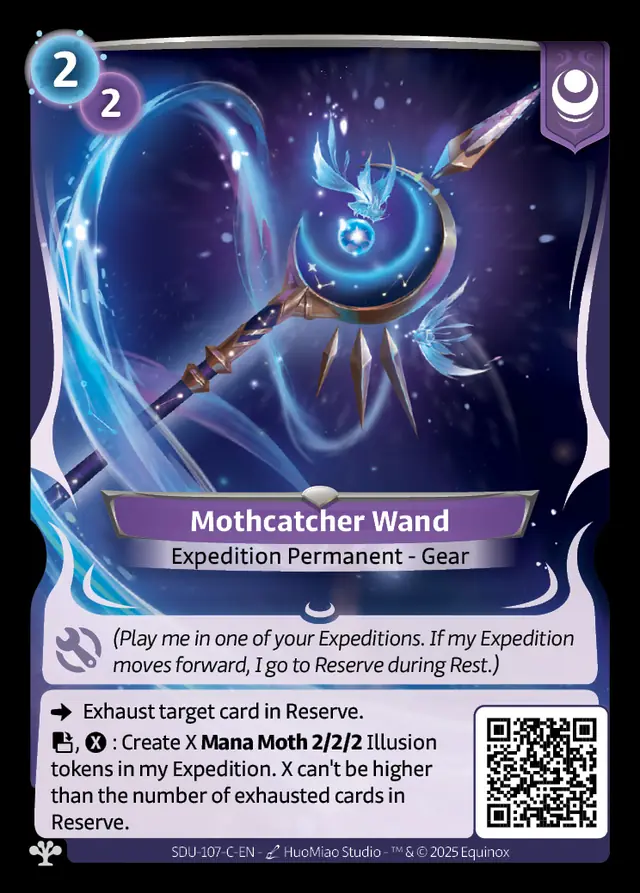 2
2
Mothcatcher Wand
Expedition Permanent - Gear
(Play me in one of your Expeditions. If my Expedition
moves forward, I go to Reserve during Rest.)
Exhaust target card in Reserve.
, X : Create X Mana Moth 2/2/2 Illusion
tokens in my Expedition. X can't be higher
than the number of exhausted cards in
Reserve.
SDU-107-C-EN - HuoMiao Studio - ™ & © 2025 Equinox